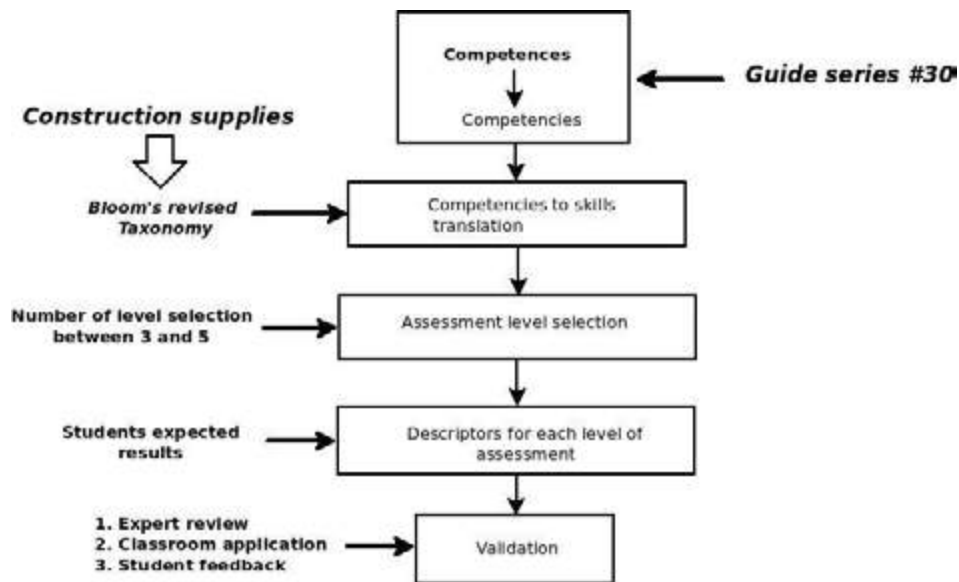 Competences
Guide series #30
Competencies
Construction supplies
Bloom's revised
Taxonomy
Competencies to skills
translation
Number of level selection
between 3 and 5
Assessment level selection
Students expected
results
Descriptors for each level of
assessment
1. Expert review
2. Classroom application
3. Student feedback
Validation